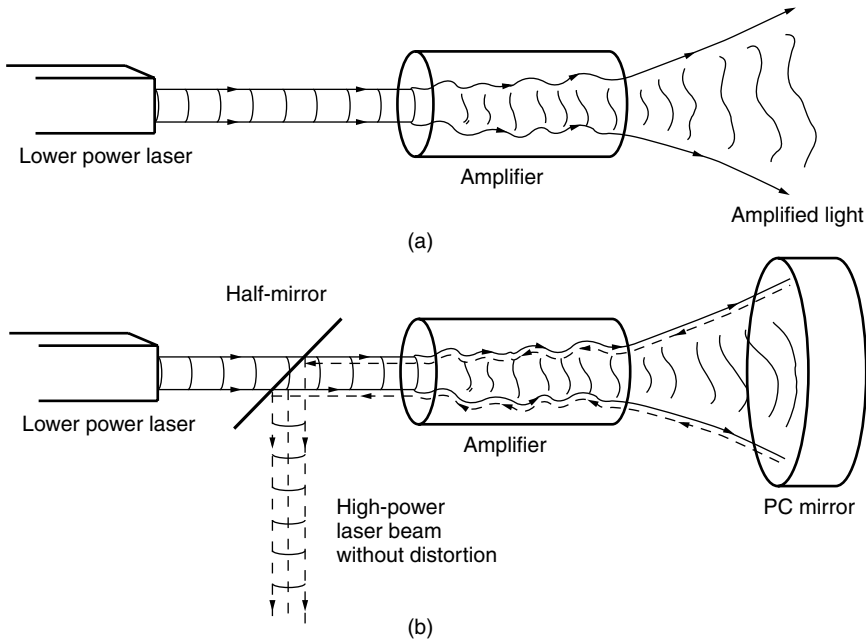 Lower power laser
Amplifier
Amplified light
(a)
Half-mirror
Lower power laser
Amplifier
PC mirror
High-power
laser beam
without distortion
(b)